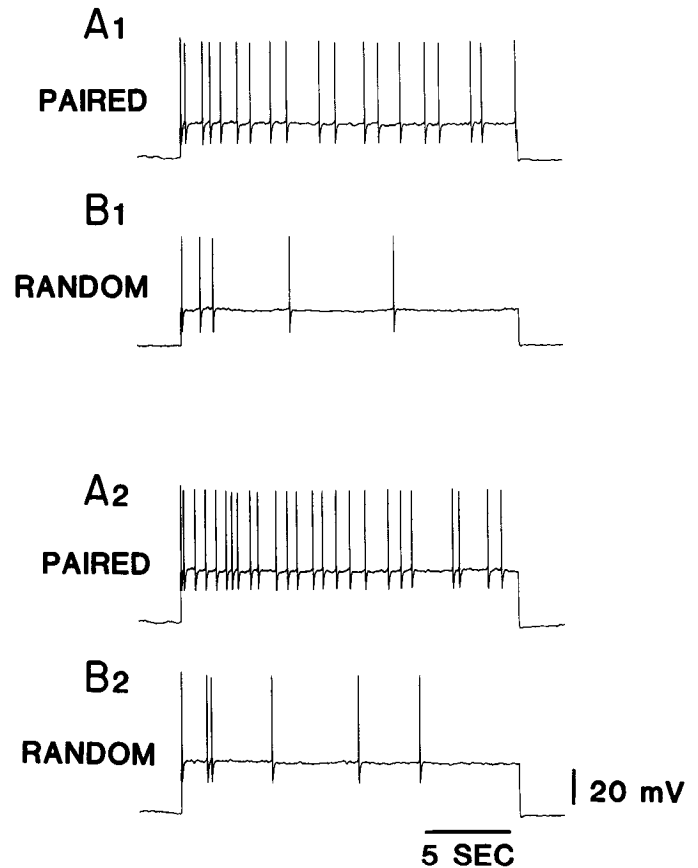 A1
PAIRED
B1
RANDOM
A2
PAIRED
B2
RANDOM
20 mV
5 SEC